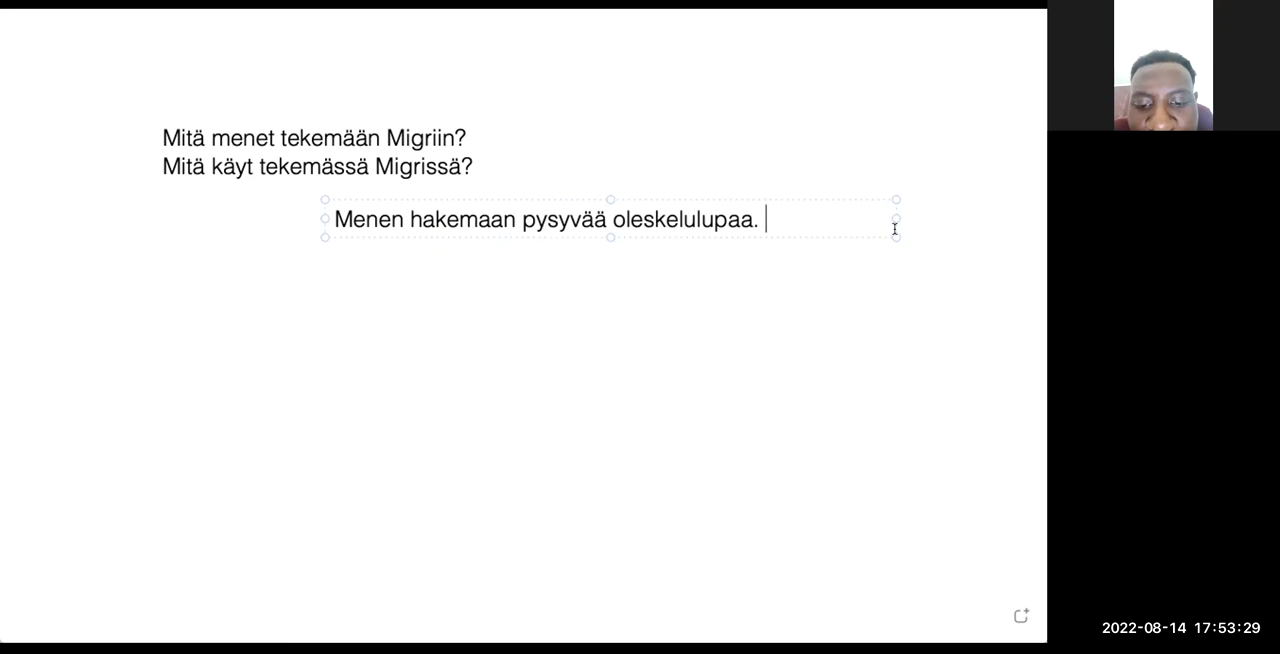 Mitä menet tekemään Migriin?
Mitä käyt tekemässä Migrissä?
Menen hakemaan pysyvää oleskelulupaa.
2022-08-14 17:53:29